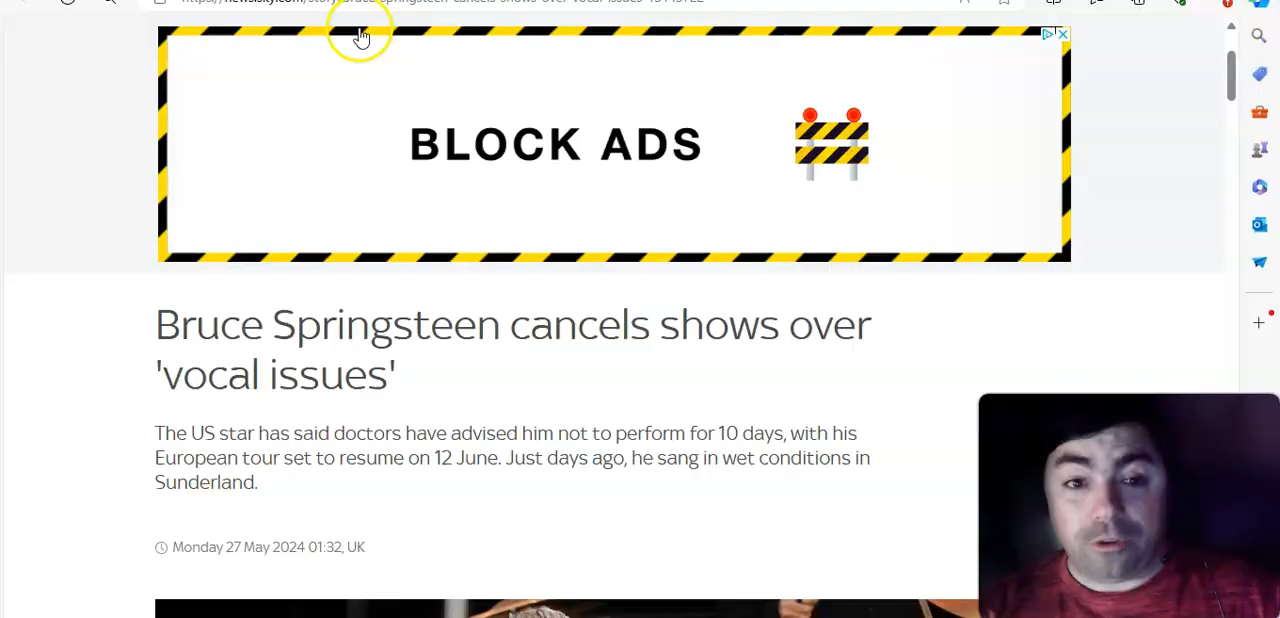 BLOCK ADS
Bruce Springsteen cancels shows over
'vocal issues'
The US star has said doctors have advised him not to perform for 10 days, with his
European tour set to resume on 12 June. Just days ago, he sang in wet conditions in
Sunderland.
Monday 27 May 2024 01:32, UK